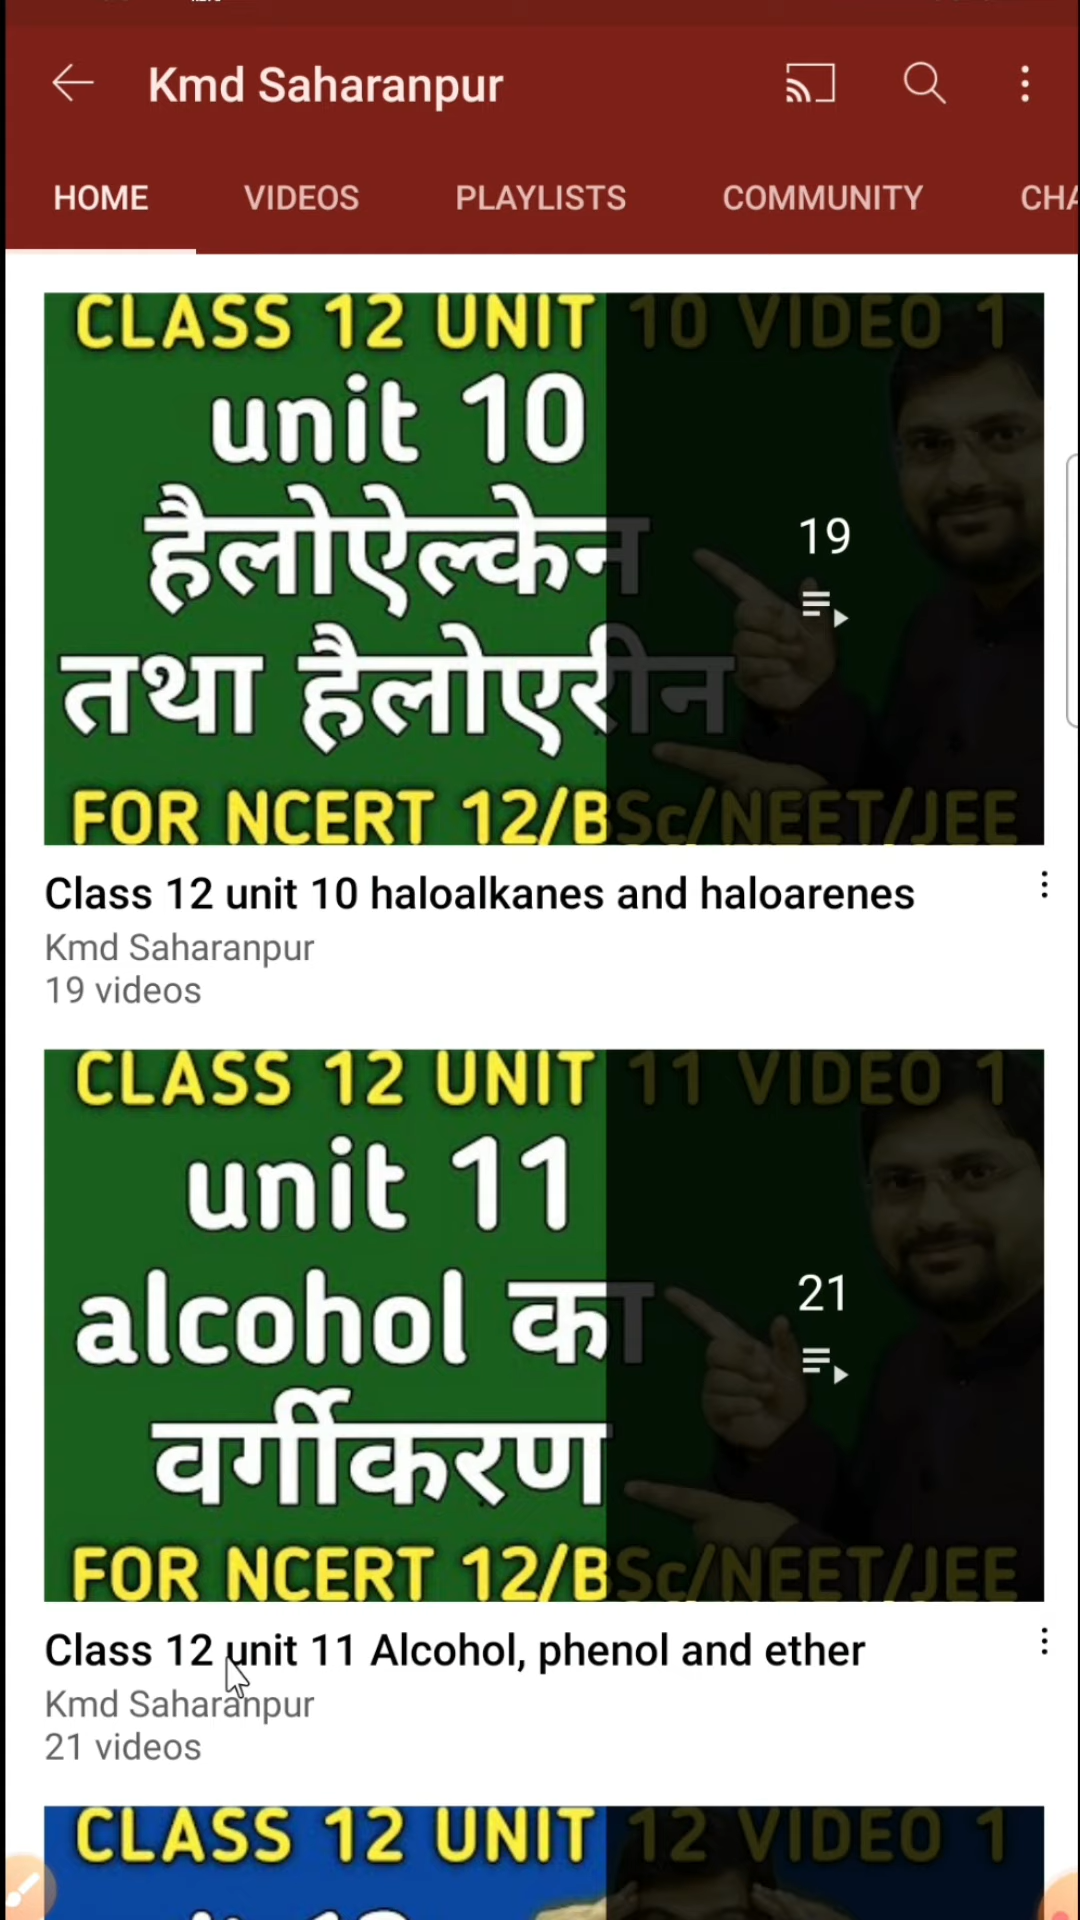 Kmd Saharanpur
HOME VIDEOS PLAYLISTS COMMUNITY CHA
CLASS 12 UNIT 10 VIDEO 1
unit 10
हैलोऐल्केन
तथा हैलोएरीन
FOR NCERT 12/BSc/NEET/JEE
19
Class 12 unit 10 haloalkanes and haloarenes
Kmd Saharanpur
19 videos
CLASS 12 UNIT 11 VIDEO 1
unit 11
alcohol का
वर्गीकरण
FOR NCERT 12/BSc/NEET/JEE
21
Class 12 unit 11 Alcohol, phenol and ether
Kmd Saharanpur
21 videos
CLASS 12 UNIT 12 VIDEO 1